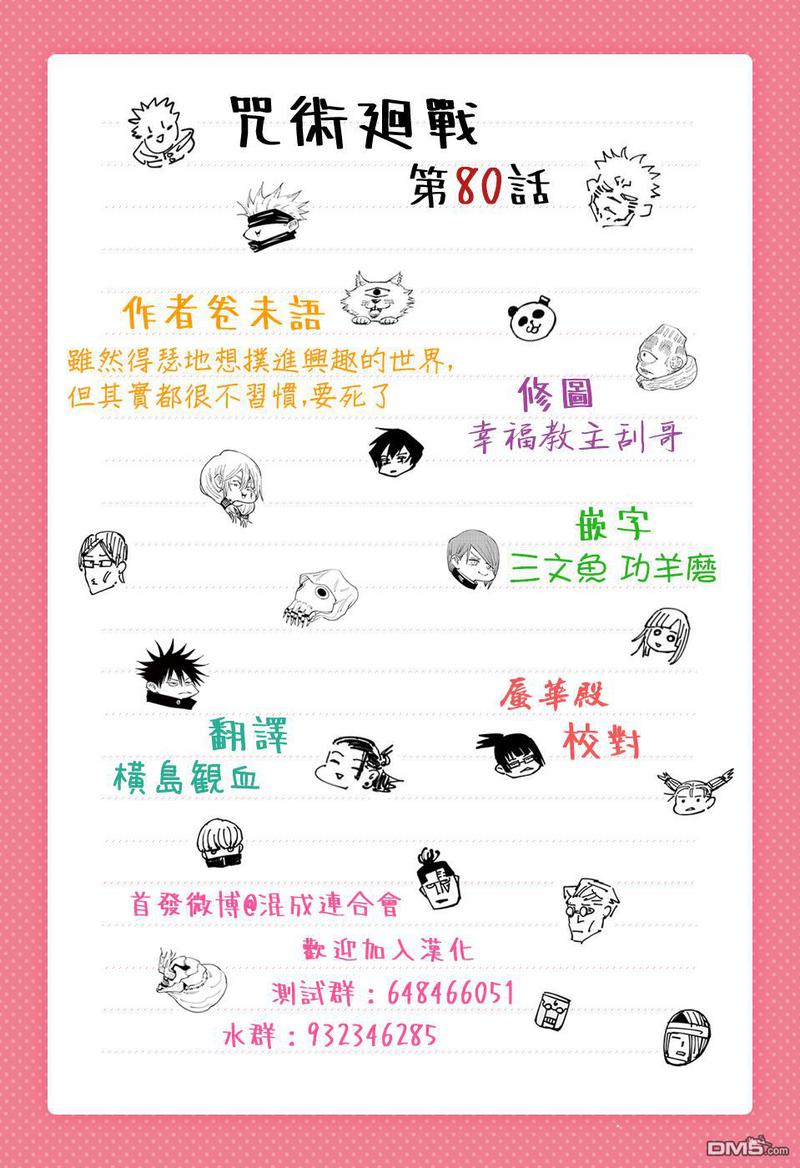 咒術廻戰
第80話
作者卷末語
雖然得瑟地想撲進興趣的世界,
但其實都很不習慣,要死了
修圖
幸福教主刮哥
嵌字
三文魚 功羊磨
蜃華殿
校對
翻譯
橫島観血
首發微博@混成連合會
歡迎加入漢化
測試群：648466051
水群：932346285
DM5.com